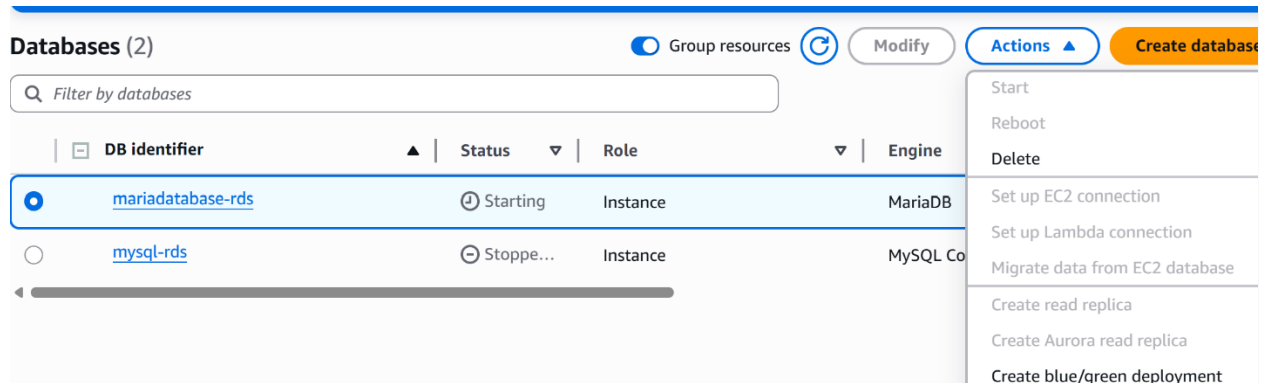 Databases (2)
Group resources
Modify
Actions
Create database
Filter by databases
DB identifier
Status
Role
Engine
mariadatabase-rds
Starting
Instance
MariaDB
mysql-rds
Stoppe...
Instance
MySQL Co
Start
Reboot
Delete
Set up EC2 connection
Set up Lambda connection
Migrate data from EC2 database
Create read replica
Create Aurora read replica
Create blue/green deployment